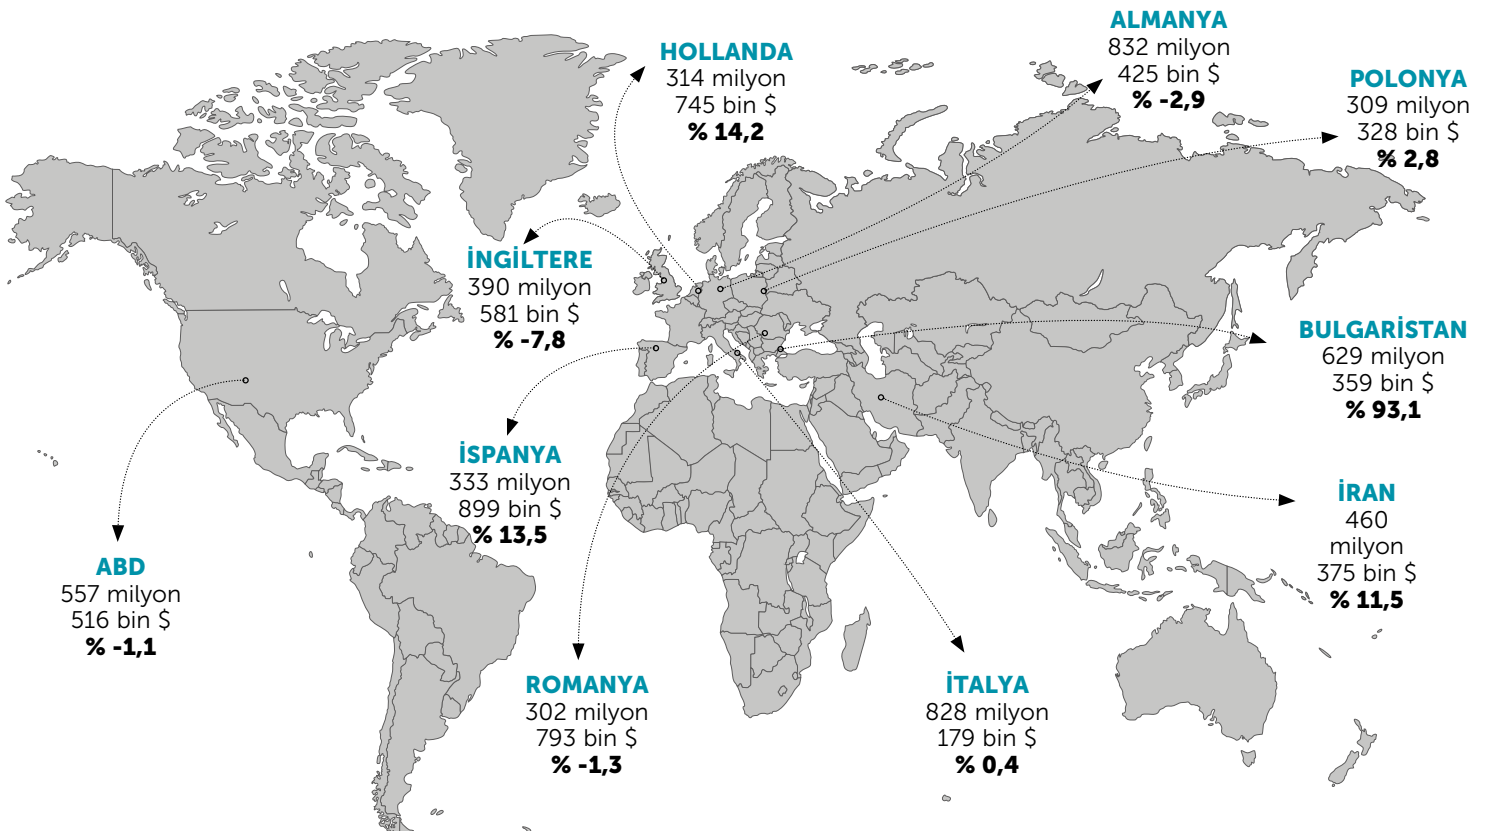 ALMANYA
832 milyon
425 bin $
% -2,9
HOLLANDA
314 milyon
745 bin $
% 14,2
POLONYA
309 milyon
328 bin $
% 2,8
İNGİLTERE
390 milyon
581 bin $
% -7,8
BULGARİSTAN
629 milyon
359 bin $
% 93,1
İSPANYA
333 milyon
899 bin $
% 13,5
İRAN
460
milyon
375 bin $
% 11,5
ABD
557 milyon
516 bin $
% -1,1
ROMANYA
302 milyon
793 bin $
% -1,3
İTALYA
828 milyon
179 bin $
% 0,4